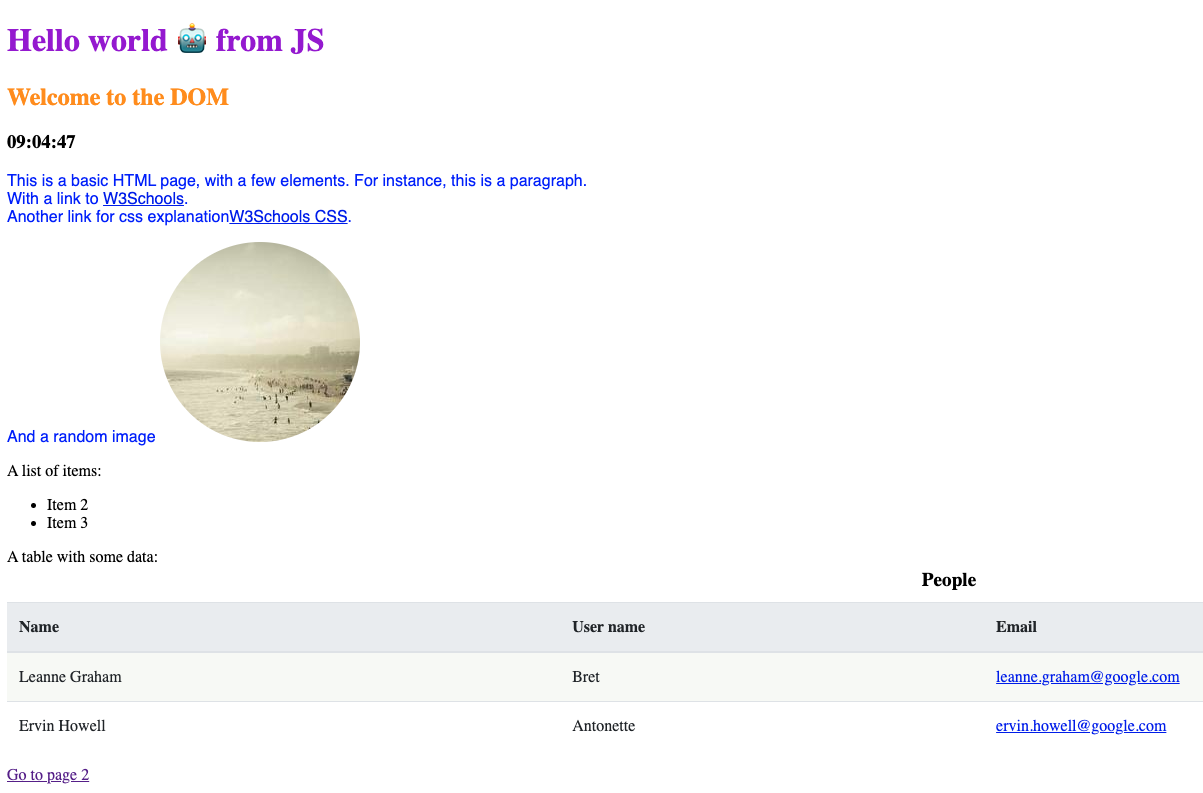 Hello world 🤖 from JS
Welcome to the DOM
09:04:47
This is a basic HTML page, with a few elements. For instance, this is a paragraph.
With a link to W3Schools.
Another link for css explanationW3Schools CSS.
And a random image
A list of items:
• Item 2
• Item 3
A table with some data:
People
Name User name Email
Leanne Graham Bret leanne.graham@google.com
Ervin Howell Antonette ervin.howell@google.com
Go to page 2